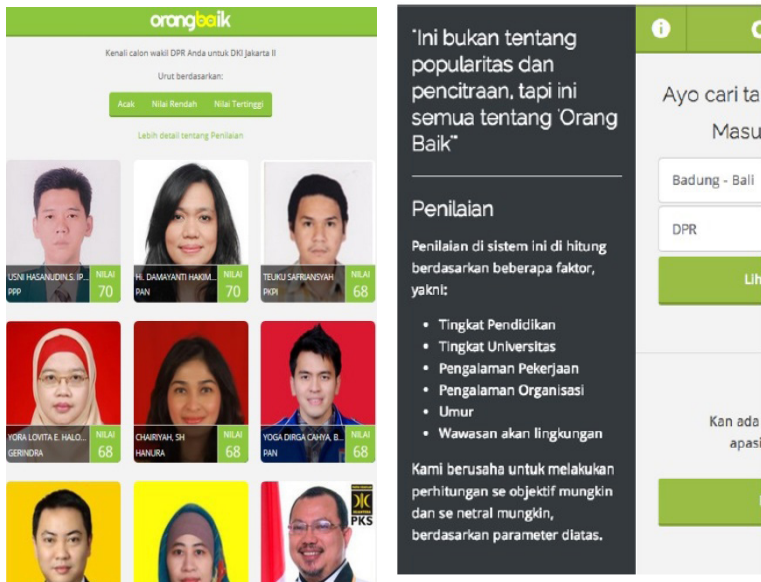 orangbaik
Kenali calon wakil DPR Anda untuk DKI Jakarta II
Urut berdasarkan:
Acak Nilai Rendah Nilai Tertinggi
Lebih detail tentang Penilaian
USNI HASANUDIN.S. IP...
PPP
NILAI
70
Hi. DAMAYANTI HAKIM...
PAN
NILAI
70
TEUKU SAFRIANSYAH
PKPI
NILAI
68
YORA LOVITA E. HALO...
GERINDRA
NILAI
68
CHAIRIYAH, SH
HANURA
NILAI
68
YOGA DIRGA CAHYA, B...
PAN
NILAI
68
PKS
"Ini bukan tentang
popularitas dan
pencitraan, tapi ini
semua tentang 'Orang
Baik'"
Penilaian
Penilaian di sistem ini di hitung
berdasarkan beberapa faktor,
yakni:
• Tingkat Pendidikan
• Tingkat Universitas
• Pengalaman Pekerjaan
• Pengalaman Organisasi
• Umur
• Wawasan akan lingkungan
Kami berusaha untuk melakukan
perhitungan se objektif mungkin
dan se netral mungkin,
berdasarkan parameter diatas.
Ayo cari ta
Masu
Badung - Bali
DPR
Lih
Kan ada
apasi